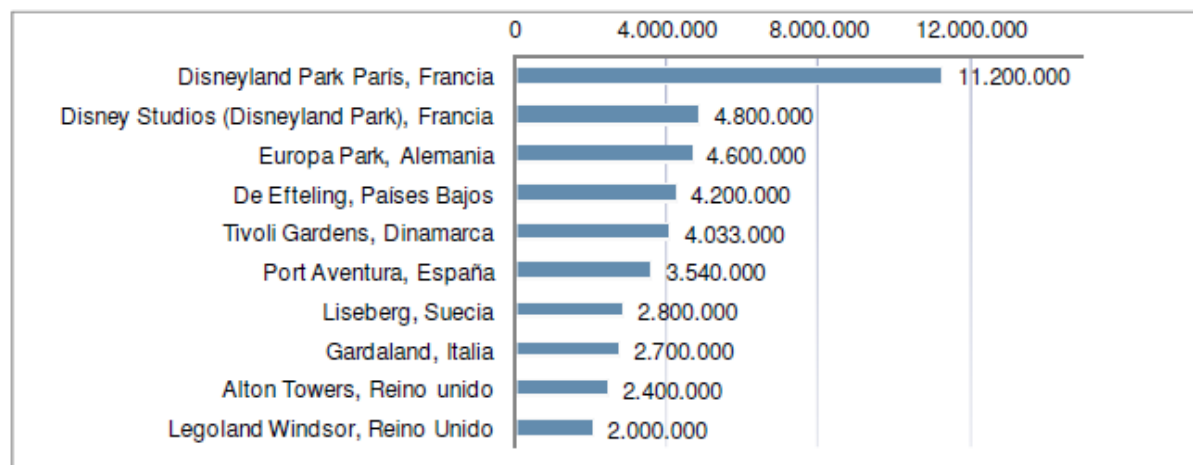 0 4.000.000 8.000.000 12.000.000
Disneyland Park París, Francia 11.200.000
Disney Studios (Disneyland Park), Francia 4.800.000
Europa Park, Alemania 4.600.000
De Efteling, Países Bajos 4.200.000
Tivoli Gardens, Dinamarca 4.033.000
Port Aventura, España 3.540.000
Liseberg, Suecia 2.800.000
Gardaland, Italia 2.700.000
Alton Towers, Reino unido 2.400.000
Legoland Windsor, Reino Unido 2.000.000